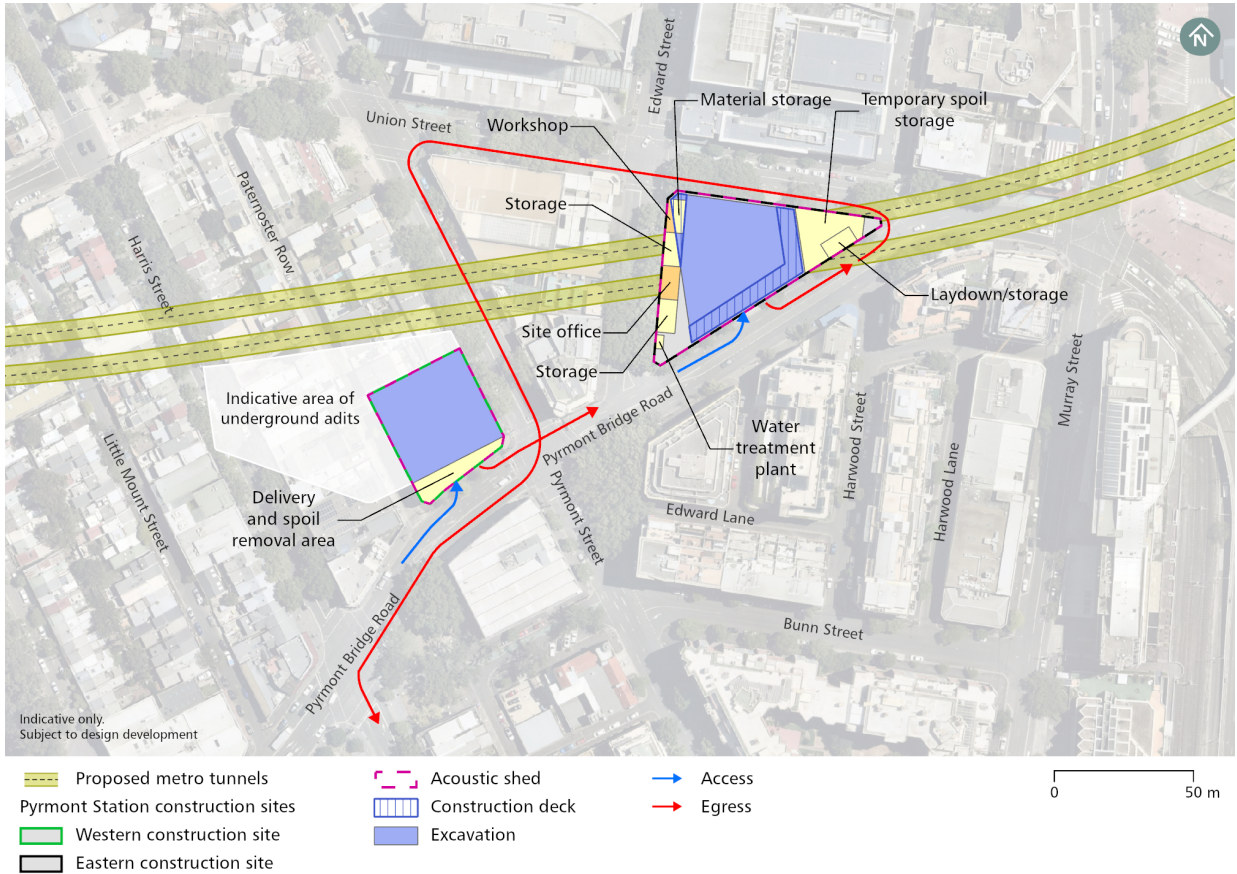 N
Edward Street
Material storage
Temporary spoil
storage
Union Street
Workshop
Paternoster Row
Storage
Harris Street
Laydown/storage
Site office
Storage
Murray Street
Indicative area of
underground adits
Harwood Street
Pyrmont Bridge Road
Water
treatment
plant
Little Mount Street
Harwood Lane
Delivery
and spoil
removal area
Pyrmont Street
Edward Lane
Bunn Street
Pyrmont Bridge Road
Indicative only.
Subject to design development
Proposed metro tunnels
Pyrmont Station construction sites
Western construction site
Eastern construction site
Acoustic shed
Construction deck
Excavation
Access
Egress
0 50 m